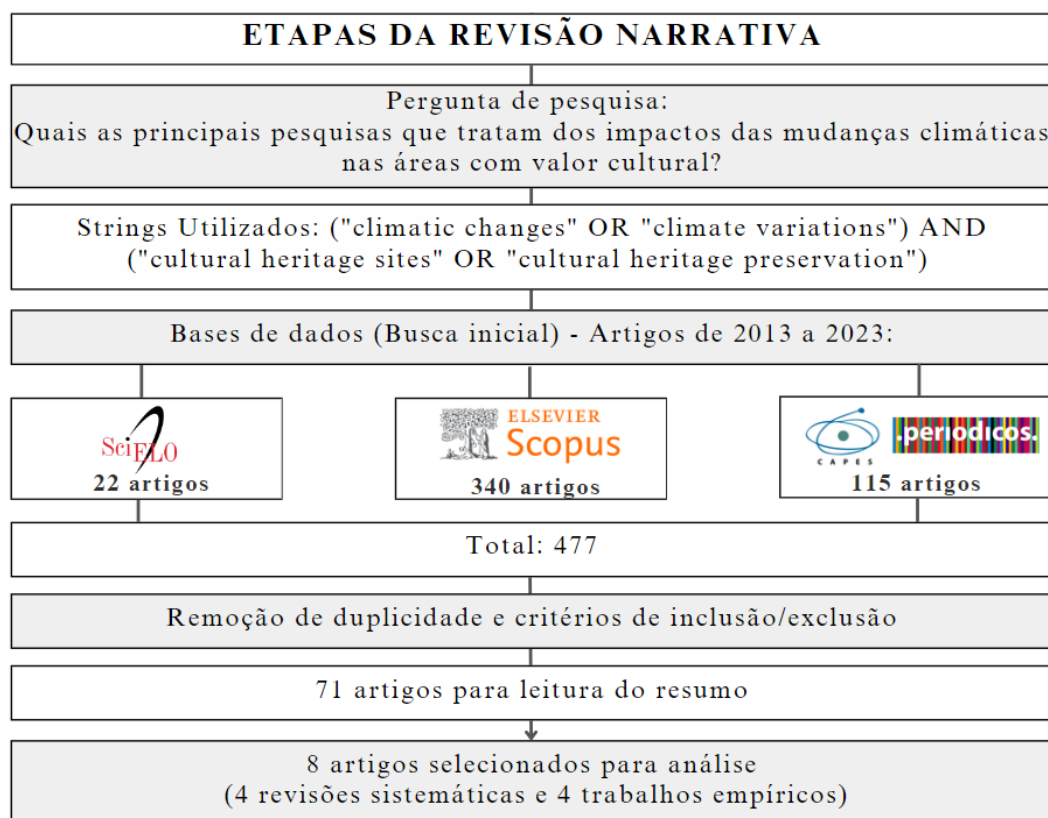 ETAPAS DA REVISÃO NARRATIVA
Pergunta de pesquisa:
Quais as principais pesquisas que tratam dos impactos das mudanças climáticas
nas áreas com valor cultural?
Strings Utilizados: ("climatic changes" OR "climate variations") AND
("cultural heritage sites" OR "cultural heritage preservation")
Bases de dados (Busca inicial) - Artigos de 2013 a 2023:
SciELO
22 artigos
ELSEVIER
Scopus
340 artigos
CAPES
.periodicos.
115 artigos
Total: 477
Remoção de duplicidade e critérios de inclusão/exclusão
71 artigos para leitura do resumo
8 artigos selecionados para análise
(4 revisões sistemáticas e 4 trabalhos empíricos)